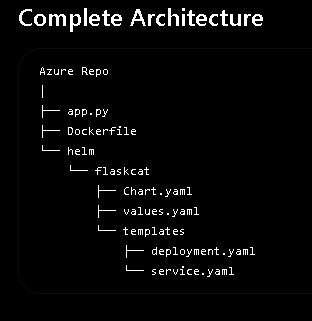 Complete Architecture
Azure Repo
│
├── app.py
├── Dockerfile
└── helm
    └── flaskcat
        ├── Chart.yaml
        ├── values.yaml
        └── templates
            ├── deployment.yaml
            └── service.yaml